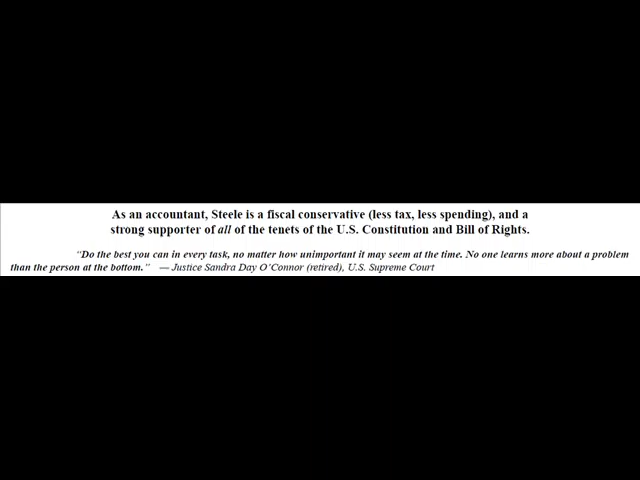 As an accountant, Steele is a fiscal conservative (less tax, less spending), and a
strong supporter of all of the tenets of the U.S. Constitution and Bill of Rights.
"Do the best you can in every task, no matter how unimportant it may seem at the time. No one learns more about a problem
than the person at the bottom." — Justice Sandra Day O'Connor (retired), U.S. Supreme Court